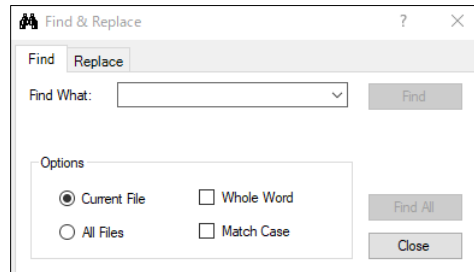 Find & Replace ?
Find Replace
Find What: Find
Options
Current File Whole Word
All Files Match Case
Find All
Close